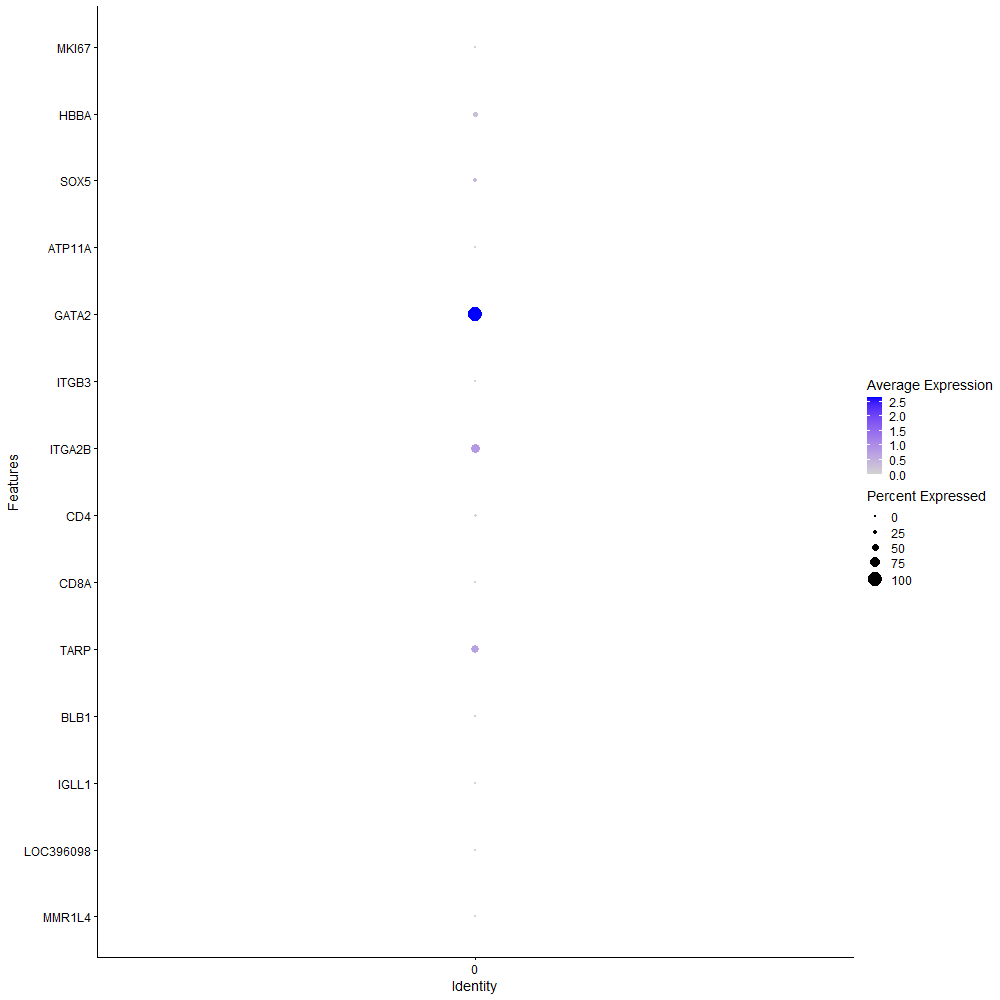 MKI67
HBBA
SOX5
ATP11A
GATA2
ITGB3
ITGA2B
CD4
CD8A
TARP
BLB1
IGLL1
LOC396098
MMR1L4
Features
0
Identity
Average Expression
2.5
2.0
1.5
1.0
0.5
0.0
Percent Expressed
0
25
50
75
100